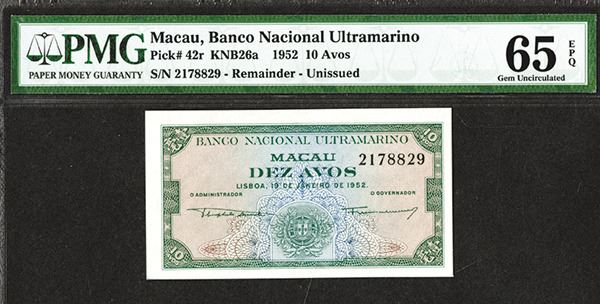 PMG
PAPER MONEY GUARANTY
Macau, Banco Nacional Ultramarino
Pick# 42r KNB26a 1952 10 Avos
S/N 2178829 - Remainder - Unissued
65 EPQ
Gem Uncirculated
10 10
BANCO NACIONAL ULTRAMARINO
MACAU 2178829
DEZ AVOS
LISBOA, 19 DE JANEIRO DE 1952.
O ADMINISTRADOR O GOVERNADOR
10 10